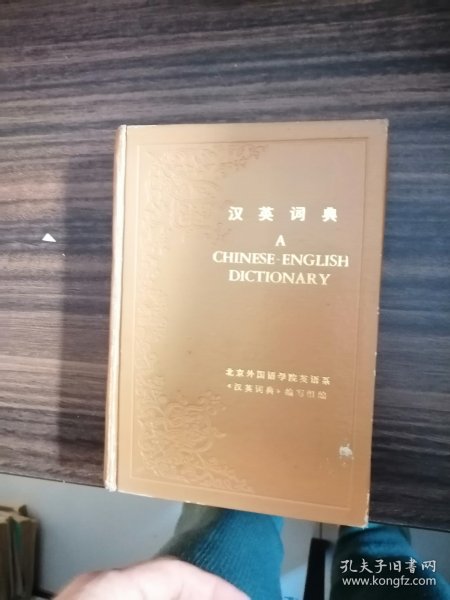 汉英词典
A
CHINESE-ENGLISH
DICTIONARY
北京外国语学院英语系
《汉英词典》编写组编
孔夫子旧书网
www.kongfz.com